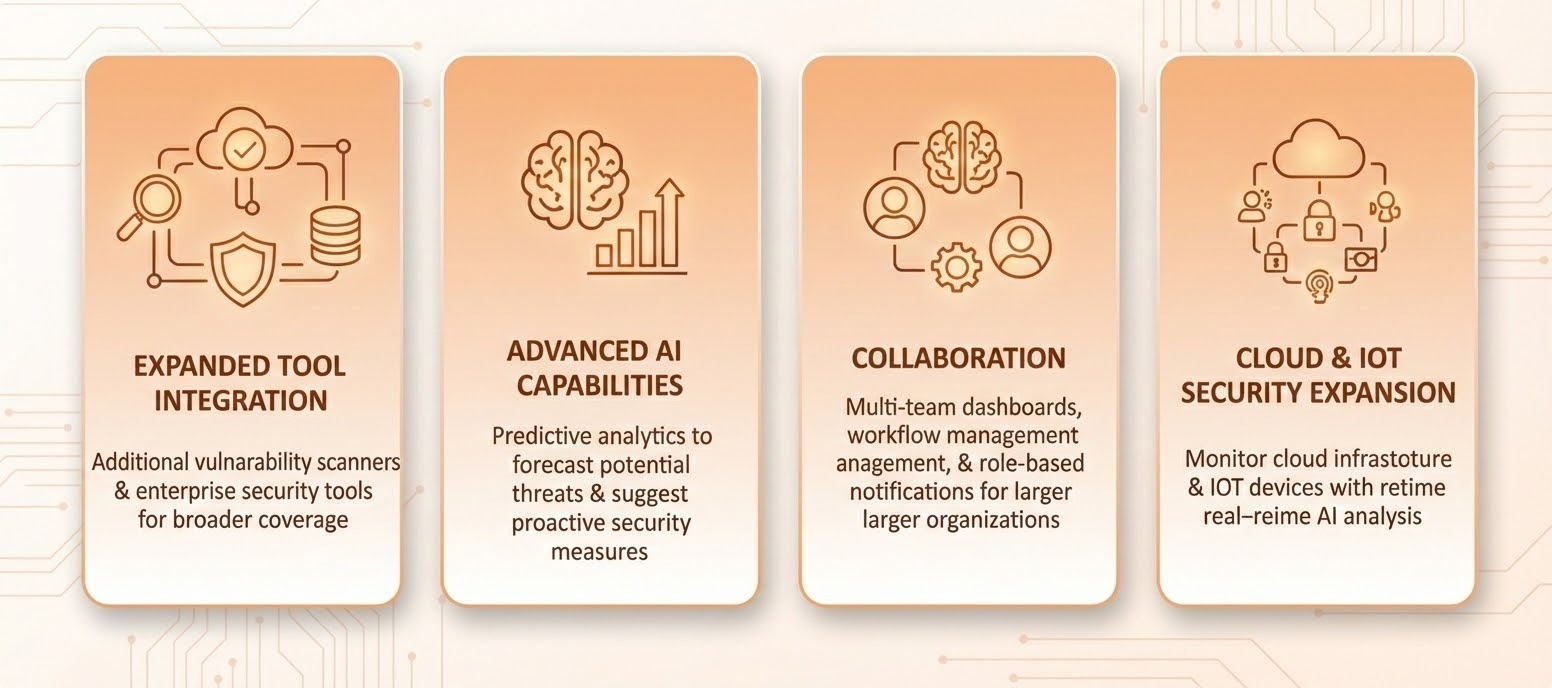 EXPANDED TOOL
INTEGRATION
Additional vulnarability scanners
& enterprise security tools
for broader coverage
ADVANCED AI
CAPABILITIES
Predictive analytics to
forecast potential
threats & suggest
proactive security
measures
COLLABORATION
Multi-team dashboards,
workflow management
anagement, & role-based
notifications for larger
larger organizations
CLOUD & IOT
SECURITY EXPANSION
Monitor cloud infrastoture
& IOT devices with retime
real–reime AI analysis